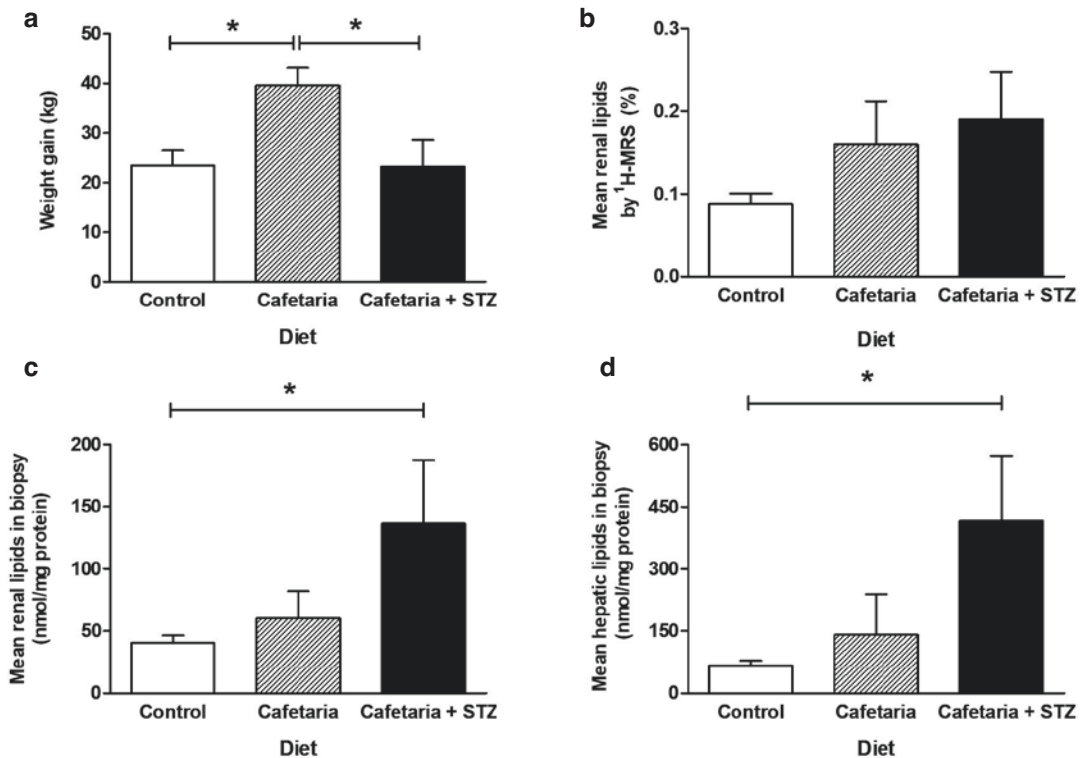 a
Weight gain (kg)
50
40
30
20
10
0
*
*
Control
Cafetaria
Cafetaria + STZ
Diet
b
Mean renal lipids
by ¹H-MRS (%)
0.3
0.2
0.1
0.0
Control
Cafetaria
Cafetaria + STZ
Diet
c
Mean renal lipids in biopsy
(nmol/mg protein)
200
150
100
50
0
*
Control
Cafetaria
Cafetaria + STZ
Diet
d
Mean hepatic lipids in biopsy
(nmol/mg protein)
600
450
300
150
0
*
Control
Cafetaria
Cafetaria + STZ
Diet